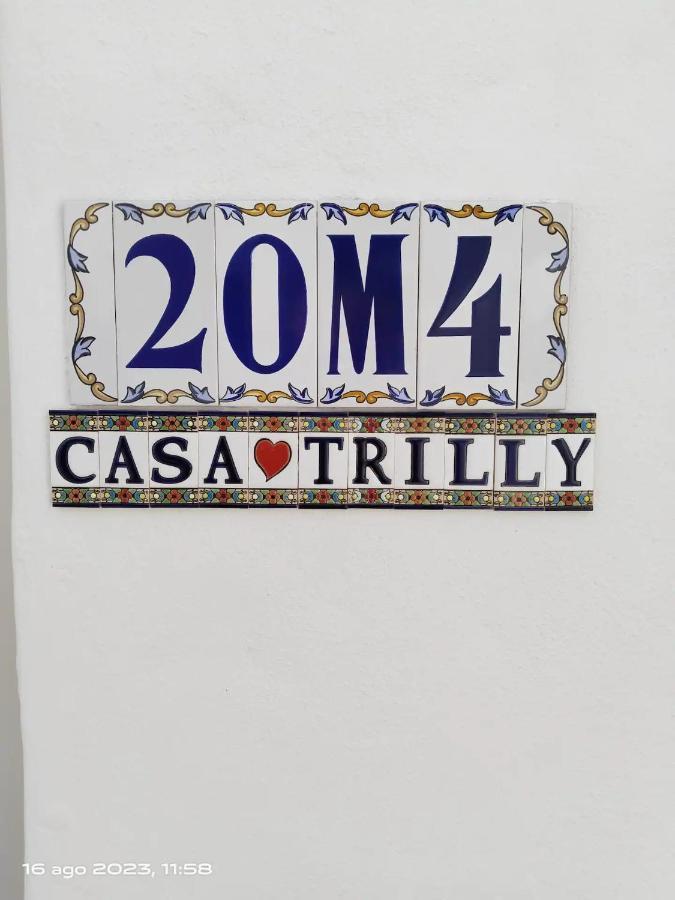 20M4
CASA TRILLY
16 ago 2023, 11:58